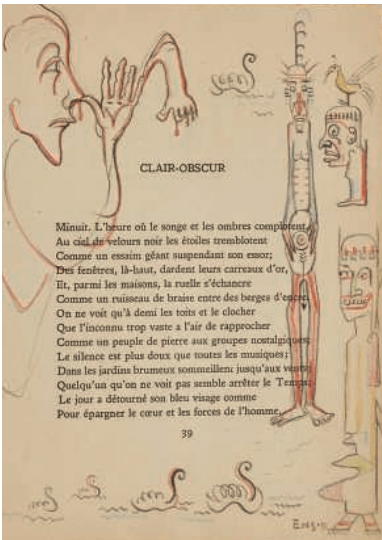 CLAIR-OBSCUR
Minuit. L'heure où le songe et les ombres complotent,
Au ciel de velours noir les étoiles tremblotent
Comme un essaim géant suspendant son essor;
Des fenêtres, là-haut, dardent leurs carreaux d'or,
Et, parmi les maisons, la ruelle s'échancre
Comme un ruisseau de braise entre des berges d'encre.
On ne voit qu'à demi les toits et le clocher
Que l'inconnu trop vaste a l'air de rapprocher
Comme un peuple de pierre aux groupes nostalgiques;
Le silence est plus doux que toutes les musiques;
Dans les jardins brumeux sommeillent jusqu'aux vents;
Quelqu'un qu'on ne voit pas semble arrêter le Temps;
Le jour a détourné son bleu visage comme
Pour épargner le cœur et les forces de l'homme,
39